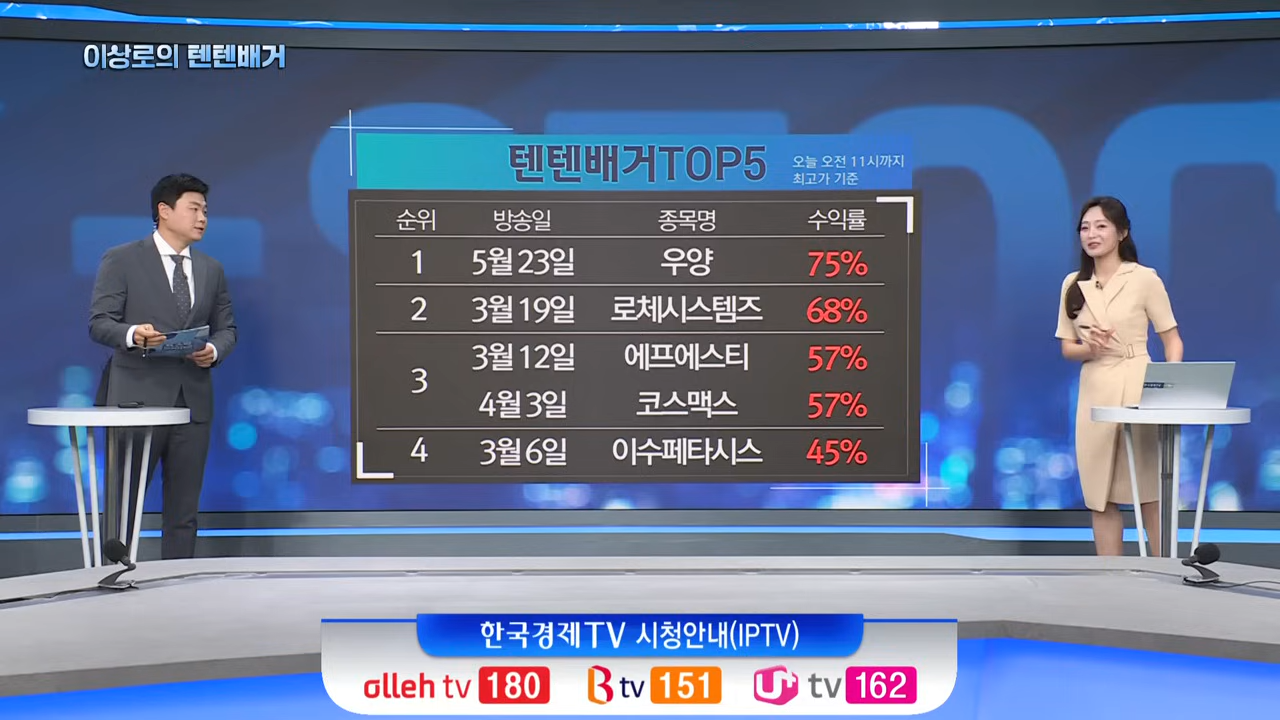 이상로의 텐텐배거
텐텐배거TOP5
오늘 오전 11시까지
최고가 기준
순위 방송일 종목명 수익률
1 5월 23일 우양 75%
2 3월 19일 로체시스템즈 68%
3 3월 12일 에프에스티 57%
4월 3일 코스맥스 57%
4 3월 6일 이수페타시스 45%
한국경제TV 시청안내(IPTV)
olleh tv 180 B tv 151 U+ tv 162